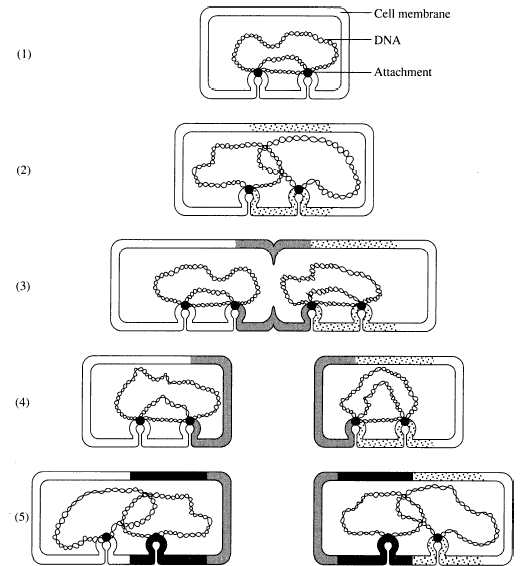 Cell membrane
DNA
(1)
Attachment
(2)
(3)
(4)
(5)